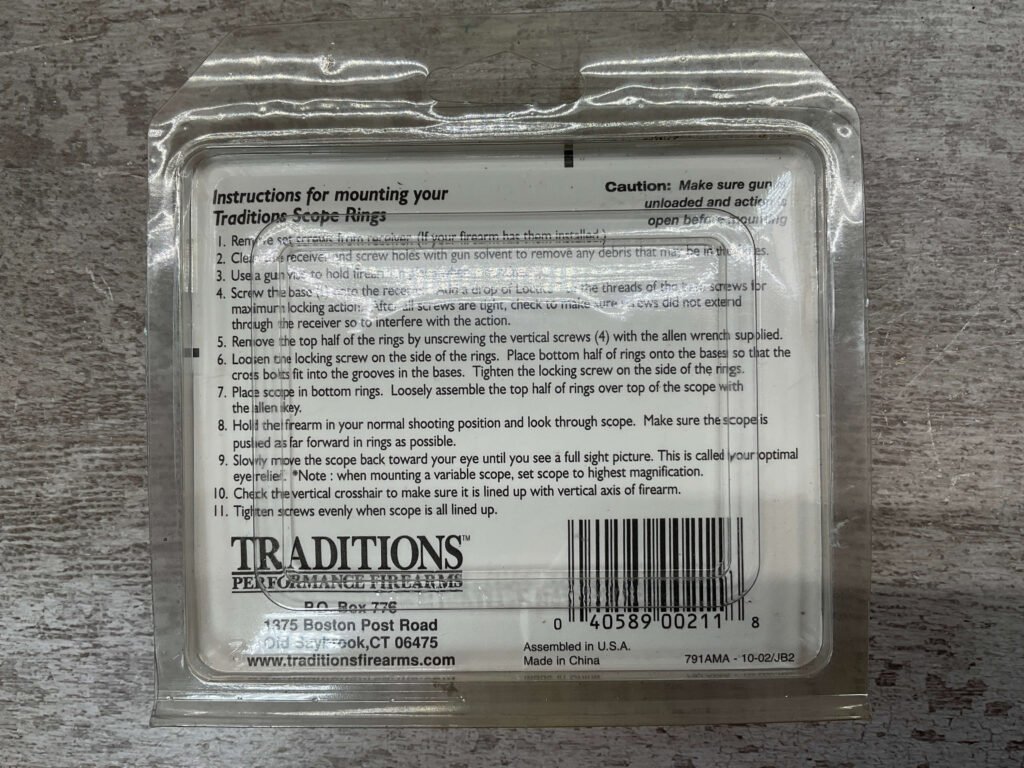 Instructions for mounting your
Traditions Scope Rings
Caution: Make sure gun is
unloaded and action is
open before mounting
1. Remove set screws from receiver. (If your firearm has them installed.)
2. Clean the receiver and screw holes with gun solvent to remove any debris that may be in the holes.
3. Use a gun vise to hold firearm
4. Screw the base onto the receiver. Add a drop of Loctite the threads of the base screws for
maximum locking action. After all screws are tight, check to make sure screws did not extend
through the receiver so to interfere with the action.
5. Remove the top half of the rings by unscrewing the vertical screws (4) with the allen wrench supplied.
6. Loosen the locking screw on the side of the rings. Place bottom half of rings onto the bases so that the
cross bolts fit into the grooves in the bases. Tighten the locking screw on the side of the rings.
7. Place scope in bottom rings. Loosely assemble the top half of rings over top of the scope with
the allen key.
8. Hold the firearm in your normal shooting position and look through scope. Make sure the scope is
pushed as far forward in rings as possible.
9. Slowly move the scope back toward your eye until you see a full sight picture. This is called your optimal
eye relief. *Note : when mounting a variable scope, set scope to highest magnification.
10. Check the vertical crosshair to make sure it is lined up with vertical axis of firearm.
11. Tighten screws evenly when scope is all lined up.
TRADITIONS™
PERFORMANCE FIREARMS
P.O. Box 776
1375 Boston Post Road
Old Saybrook,CT 06475
www.traditionsfirearms.com
0 40589 00211 8
Assembled in U.S.A.
Made in China
791AMA - 10-02/JB2